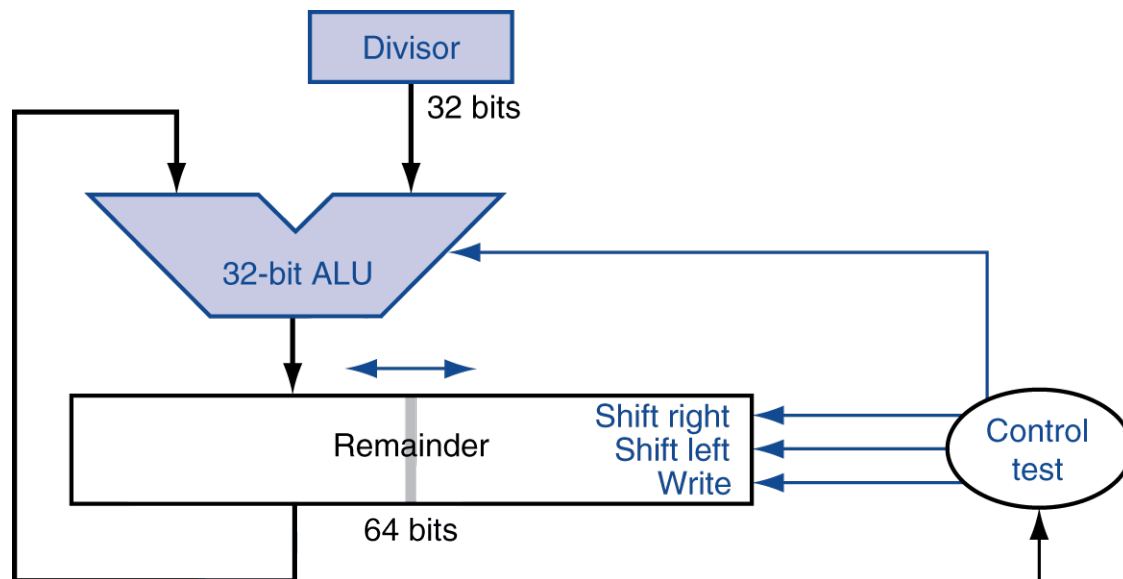 Divisor
32 bits
32-bit ALU
Remainder
Shift right
Shift left
Write
64 bits
Control
test